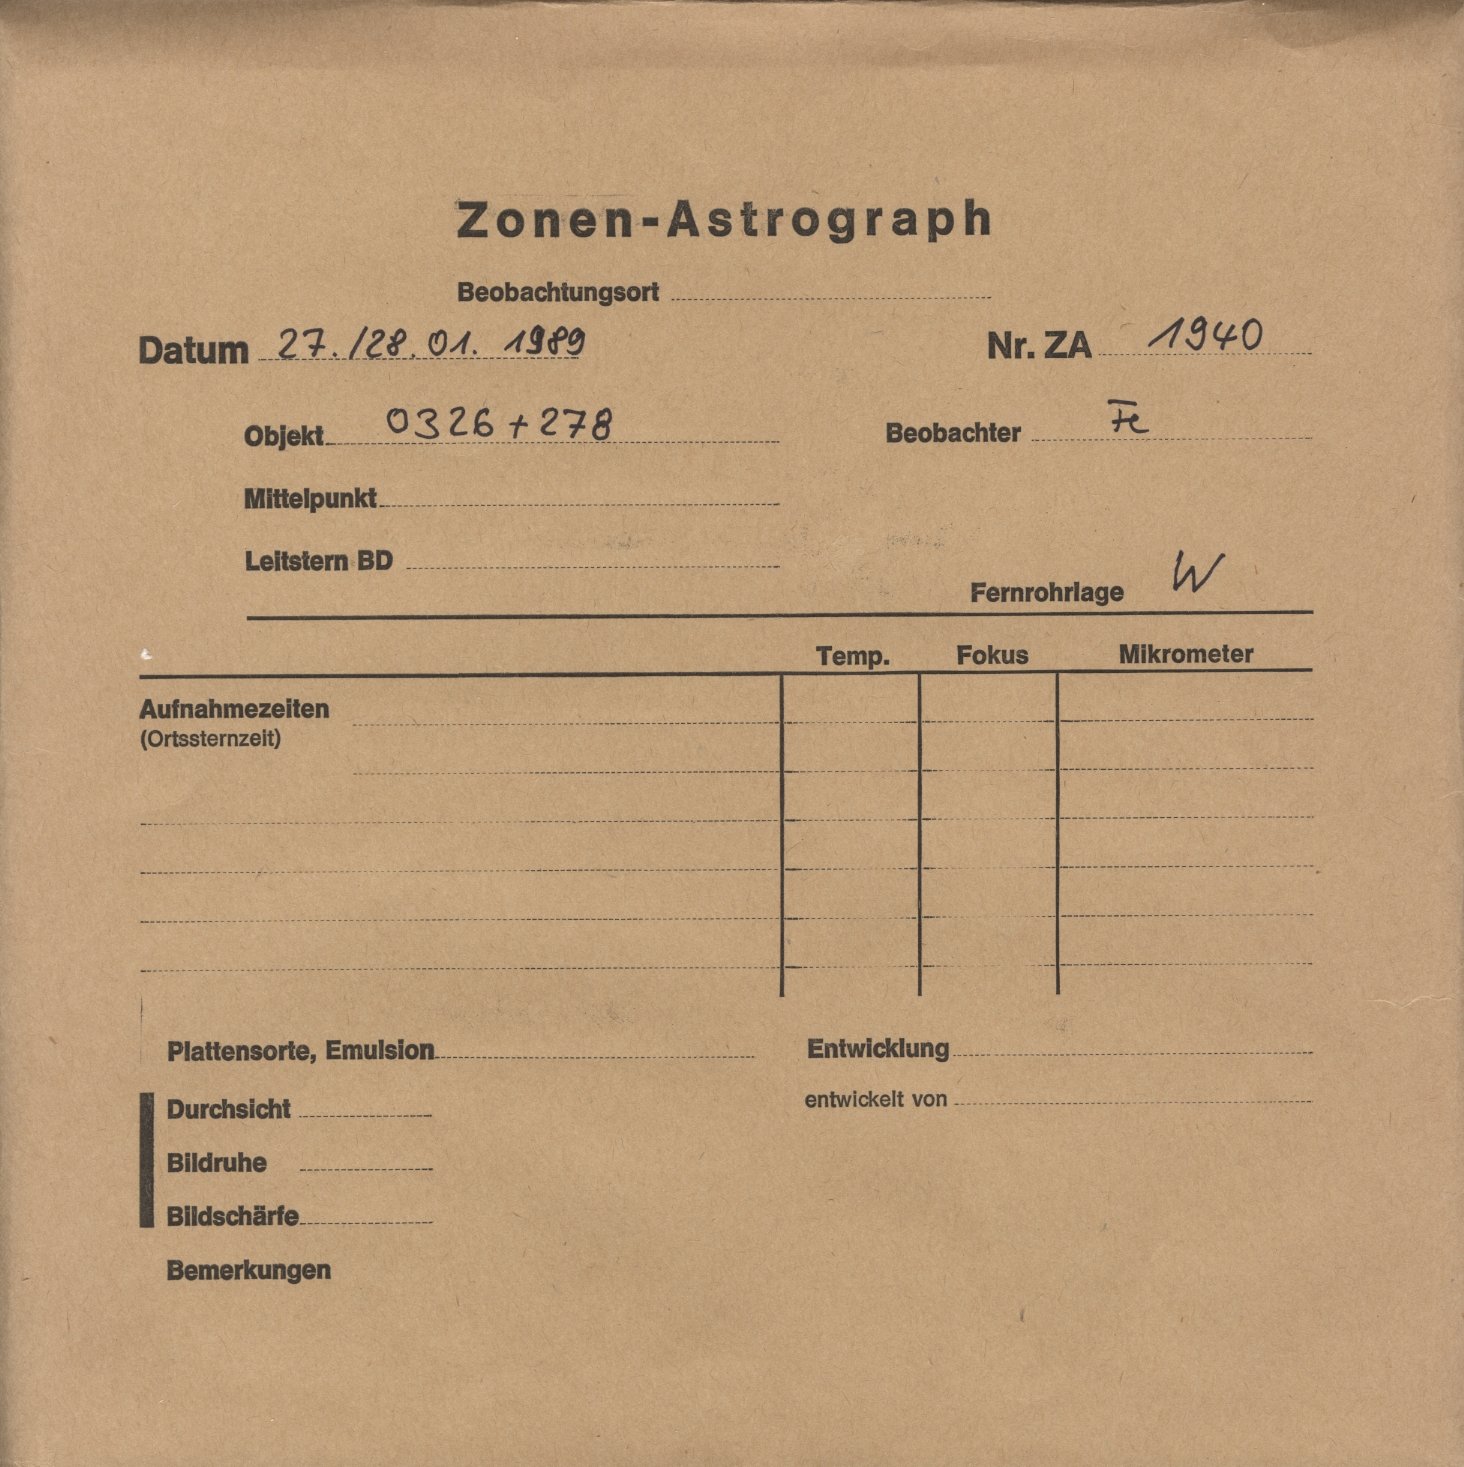 Zonen-Astrograph
Beobachtungsort
Datum 27./28.01. 1989 Nr. ZA 1940
Objekt 0326+278 Beobachter Fe
Mittelpunkt
Leitstern BD
Fernrohrlage W
Temp. Fokus Mikrometer
Aufnahmezeiten
(Ortssternzeit)
Plattensorte, Emulsion Entwicklung
Durchsicht entwickelt von
Bildruhe
Bildschärfe
Bemerkungen